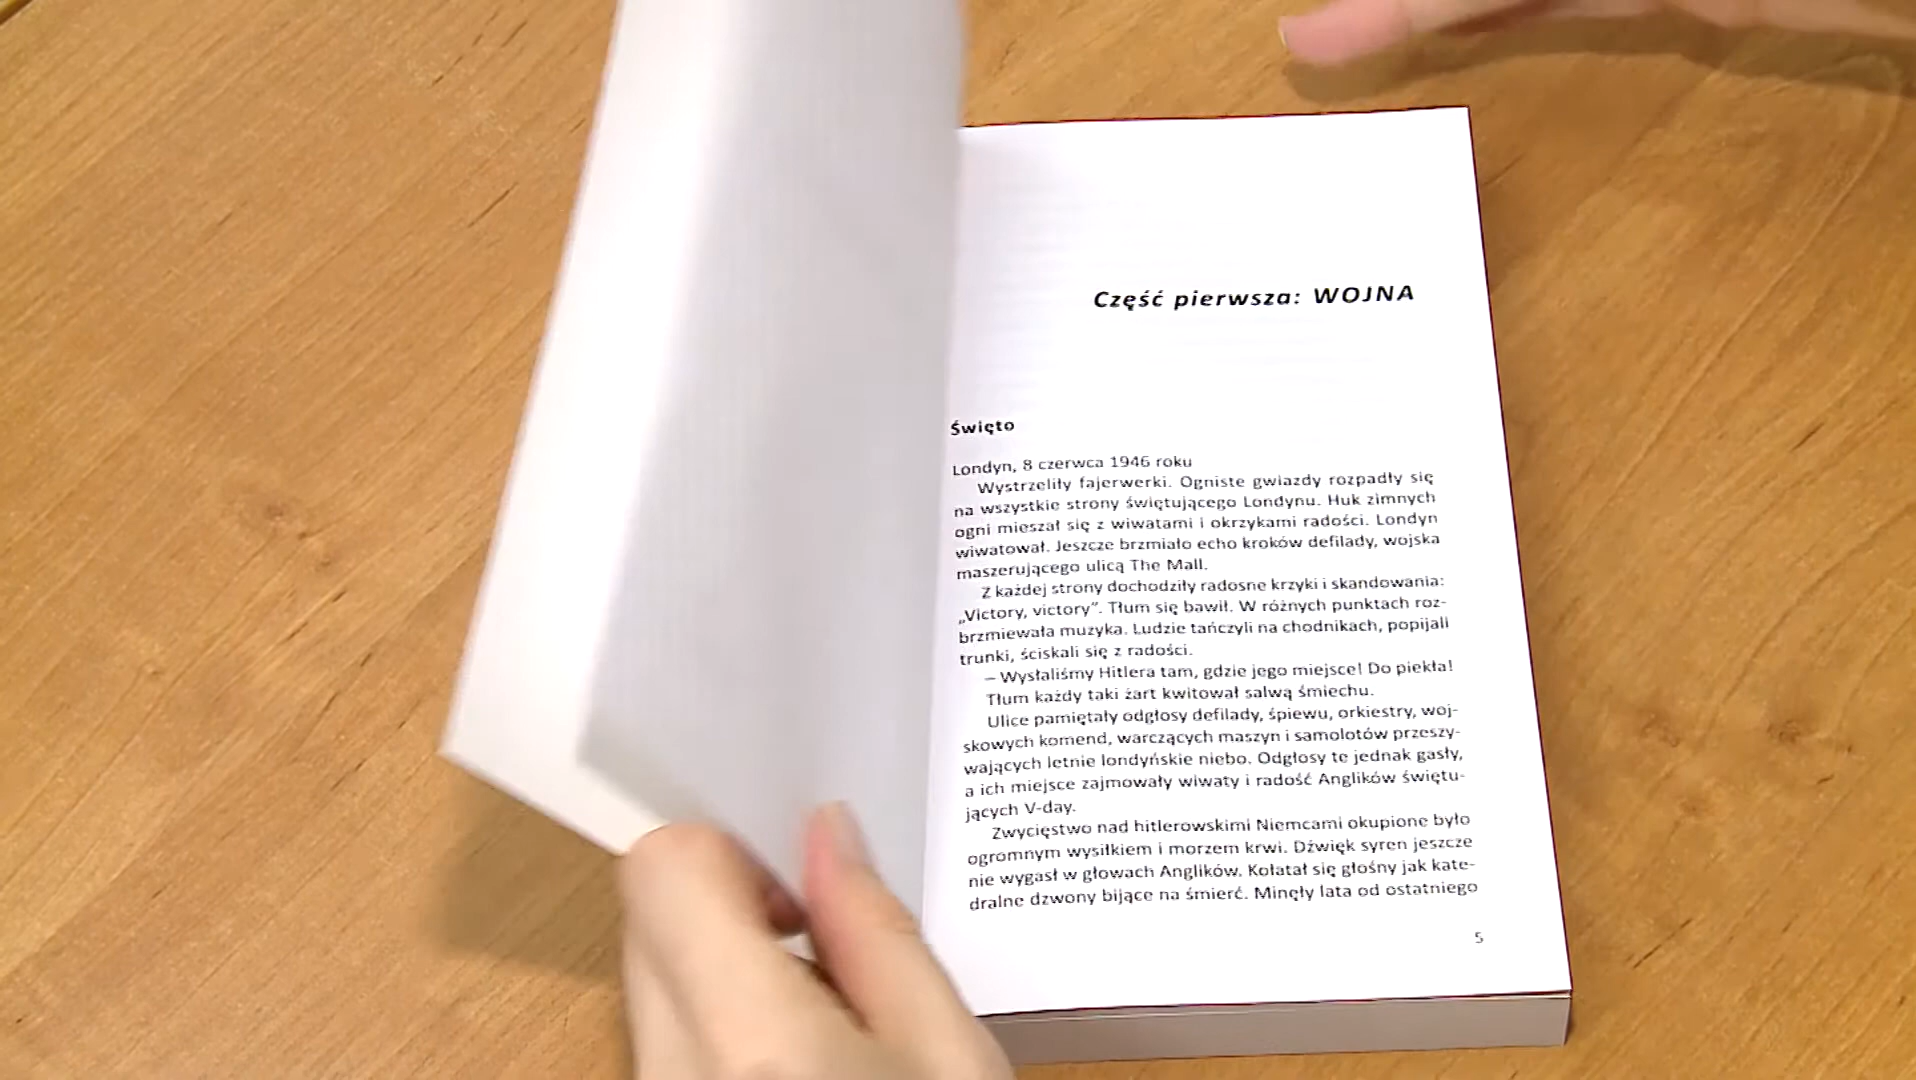 Część pierwsza: WOJNA
Święto
Londyn, 8 czerwca 1946 roku
Wystrzeliły fajerwerki. Ogniste gwiazdy rozpadły się
na wszystkie strony świętującego Londynu. Huk zimnych
ogni mieszał się z wiwatami i okrzykami radości. Londyn
wiwatował. Jeszcze brzmiało echo kroków defilady, wojska
maszerującego ulicą The Mall.
Z każdej strony dochodziły radosne krzyki i skandowania:
„Victory, victory”. Tłum się bawił. W różnych punktach roz-
brzmiewała muzyka. Ludzie tańczyli na chodnikach, popijali
trunki, ściskali się z radości.
– Wysłaliśmy Hitlera tam, gdzie jego miejsce! Do piekła!
Tłum każdy taki żart kwitował salwą śmiechu.
Ulice pamiętały odgłosy defilady, śpiewu, orkiestry, woj-
skowych komend, warczących maszyn i samolotów przeszy-
wających letnie londyńskie niebo. Odgłosy te jednak gasły,
a ich miejsce zajmowały wiwaty i radość Anglików świętu-
jących V-day.
Zwycięstwo nad hitlerowskimi Niemcami okupione było
ogromnym wysiłkiem i morzem krwi. Dźwięk syren jeszcze
nie wygasł w głowach Anglików. Kołatał się głośny jak kate-
dralne dzwony bijące na śmierć. Minęły lata od ostatniego
5